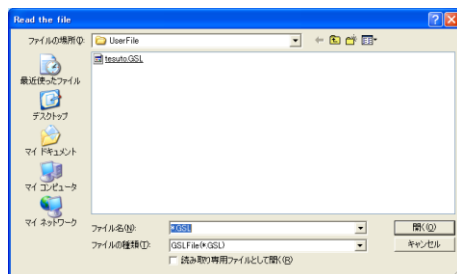 Read the file
ファイルの場所(I): UserFile
tesuto.GSL
最近使ったファイル
デスクトップ
マイ ドキュメント
マイ コンピュータ
マイ ネットワーク
ファイル名(N): *.GSL 開く(O)
ファイルの種類(T): GSLFile(*.GSL) キャンセル
読み取り専用ファイルとして開く(R)